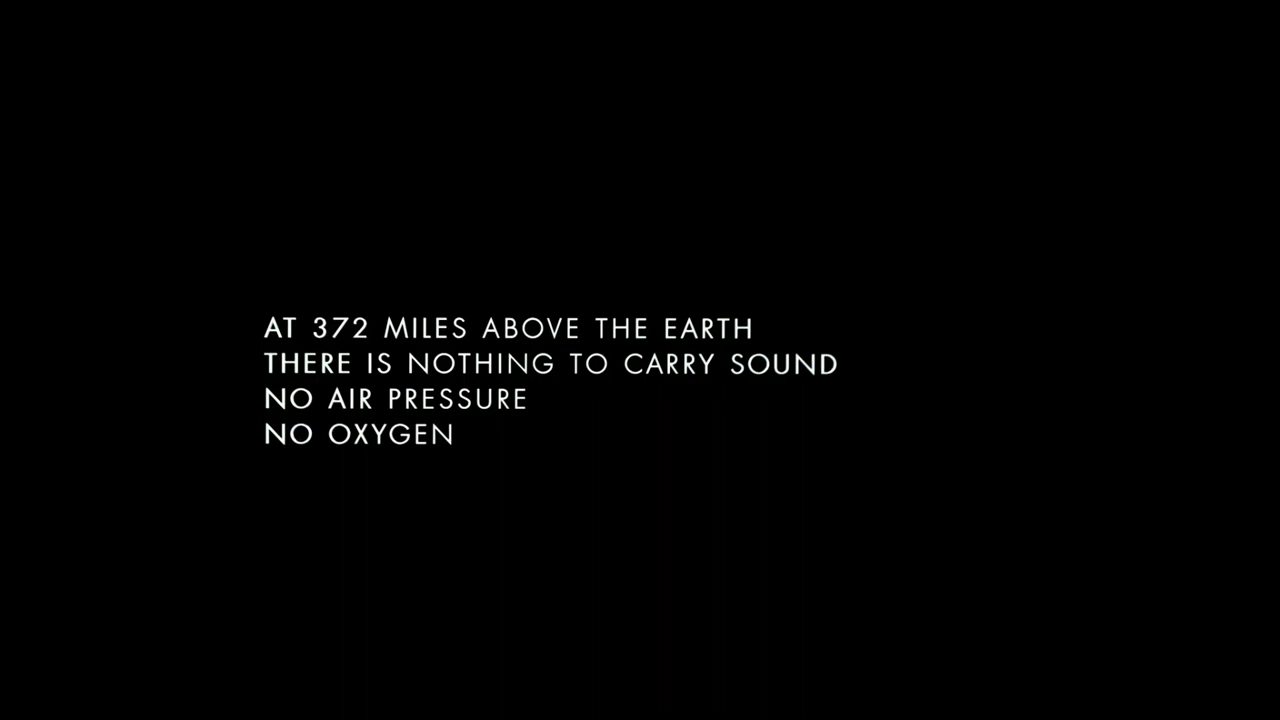 AT 372 MILES ABOVE THE EARTH
THERE IS NOTHING TO CARRY SOUND
NO AIR PRESSURE
NO OXYGEN